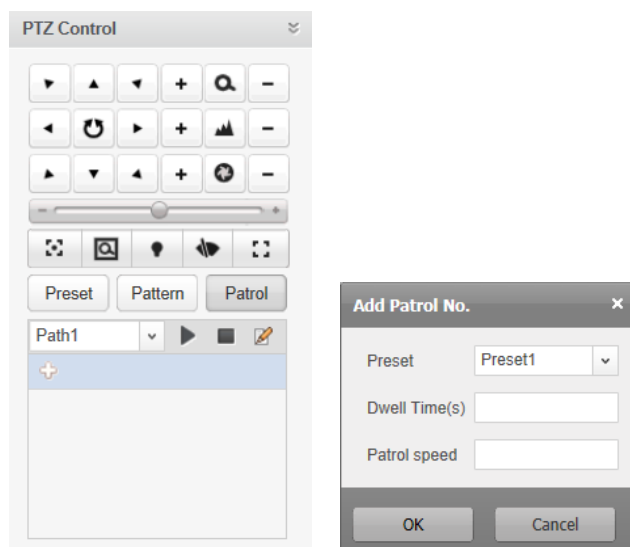 PTZ Control
Preset
Pattern
Patrol
Path1
Add Patrol No.
Preset
Preset1
Dwell Time(s)
Patrol speed
OK
Cancel